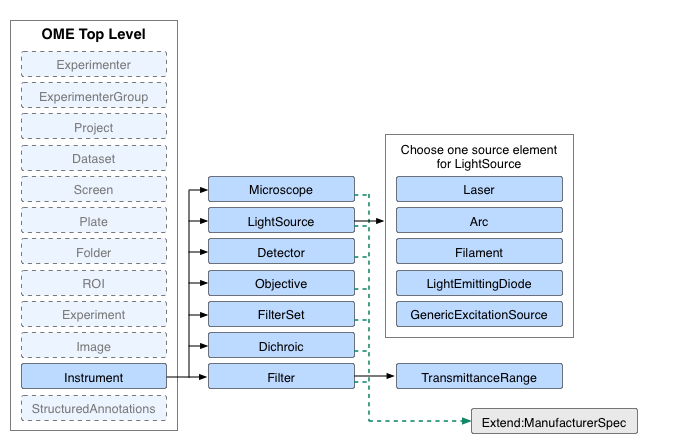 OME Top Level
Experimenter
ExperimenterGroup
Project
Dataset
Screen
Plate
Folder
ROI
Experiment
Image
Instrument
StructuredAnnotations
Microscope
LightSource
Detector
Objective
FilterSet
Dichroic
Filter
Choose one source element
for LightSource
Laser
Arc
Filament
LightEmittingDiode
GenericExcitationSource
TransmittanceRange
Extend:ManufacturerSpec